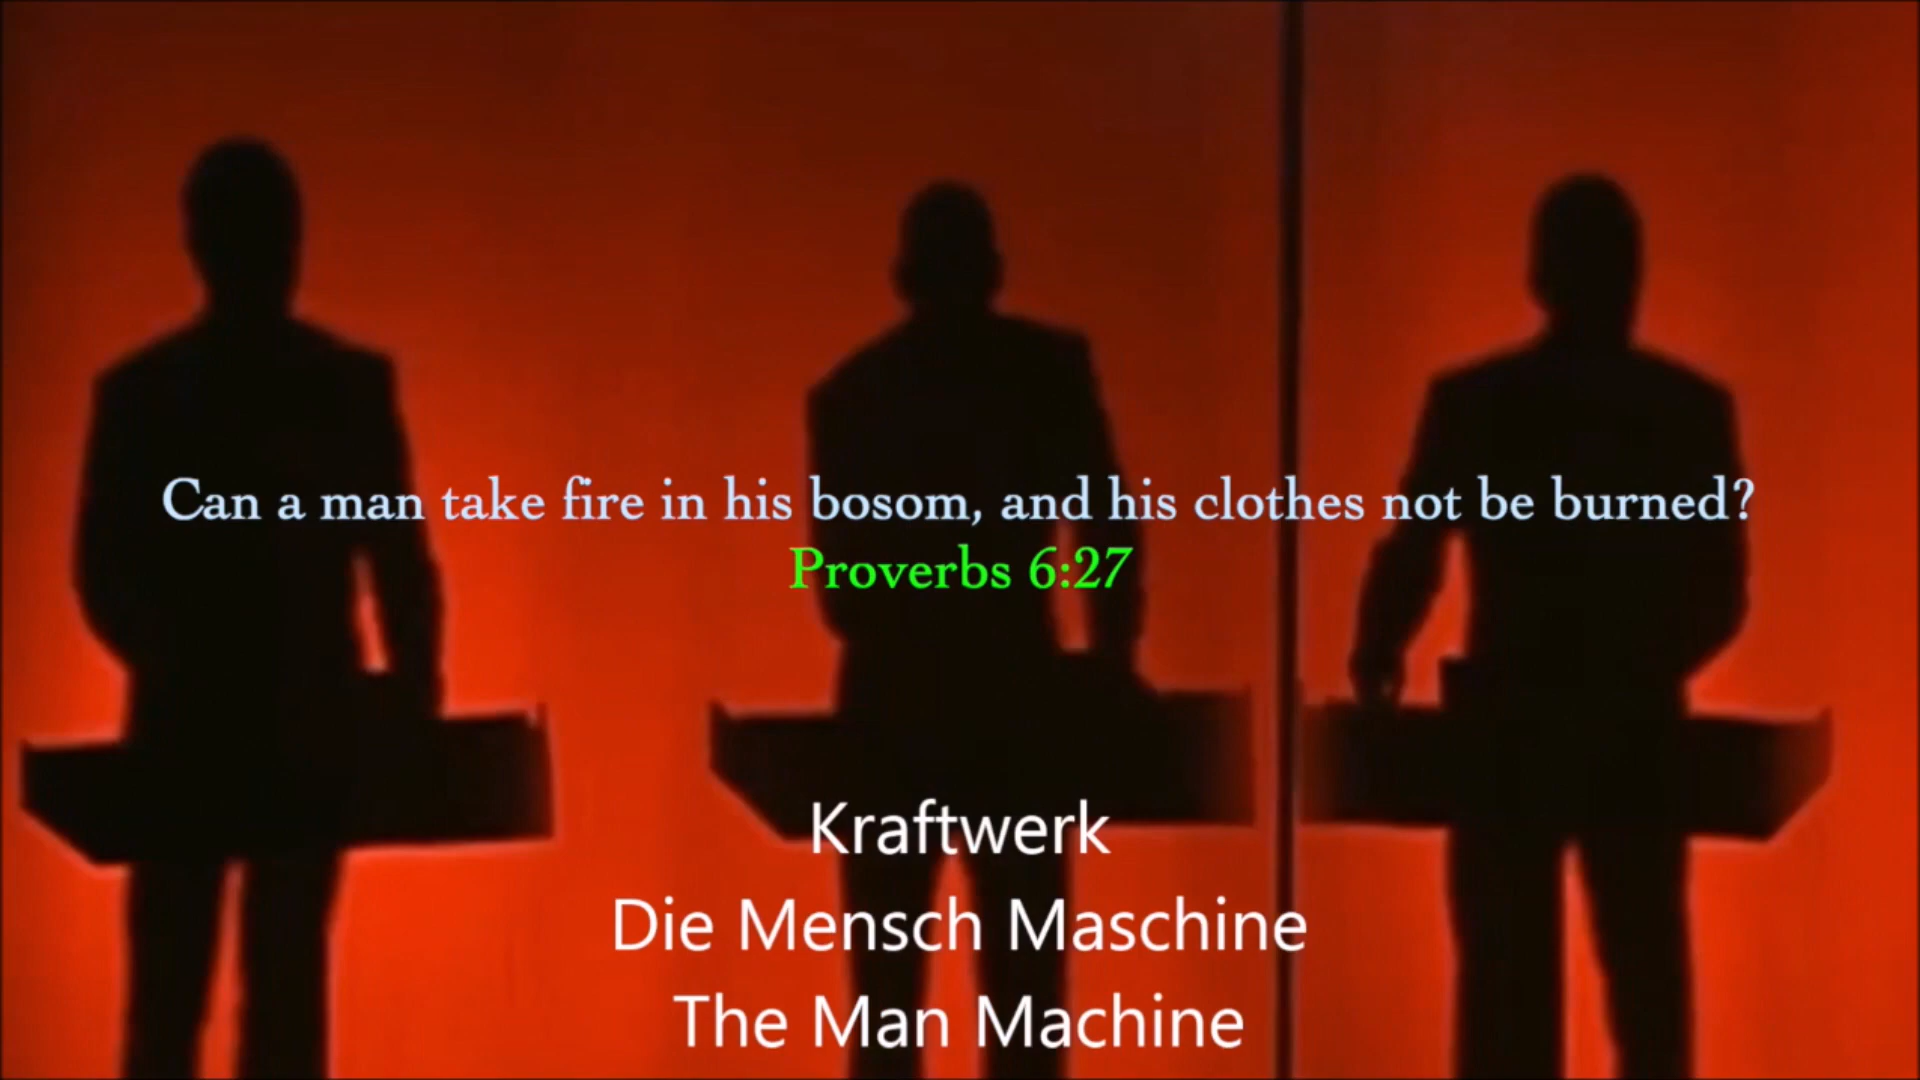 Can a man take fire in his bosom, and his clothes not be burned?
Proverbs 6:27
Kraftwerk
Die Mensch Maschine
The Man Machine